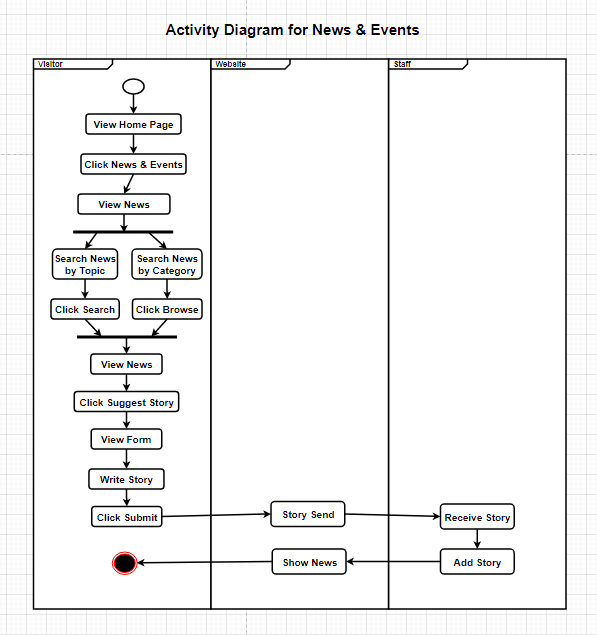 Activity Diagram for News & Events
Visitor
Website
Staff
View Home Page
Click News & Events
View News
Search News
by Topic
Search News
by Category
Click Search
Click Browse
View News
Click Suggest Story
View Form
Write Story
Click Submit
Story Send
Receive Story
Show News
Add Story